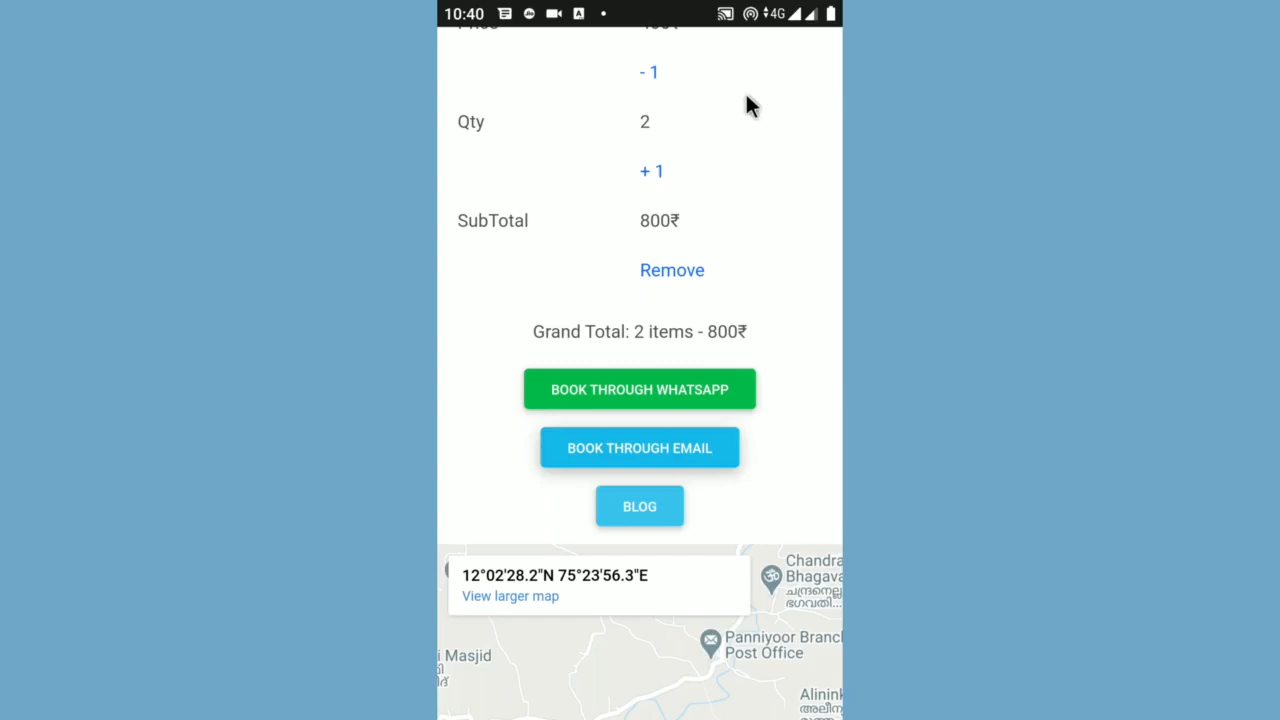 10:40
4G
- 1
Qty 2
+ 1
SubTotal 800₹
Remove
Grand Total: 2 items - 800₹
BOOK THROUGH WHATSAPP
BOOK THROUGH EMAIL
BLOG
12°02'28.2"N 75°23'56.3"E
View larger map
Chandra
Bhagava
ഭഗവതി...
Panniyoor Branch
Post Office
i Masjid
Alinink